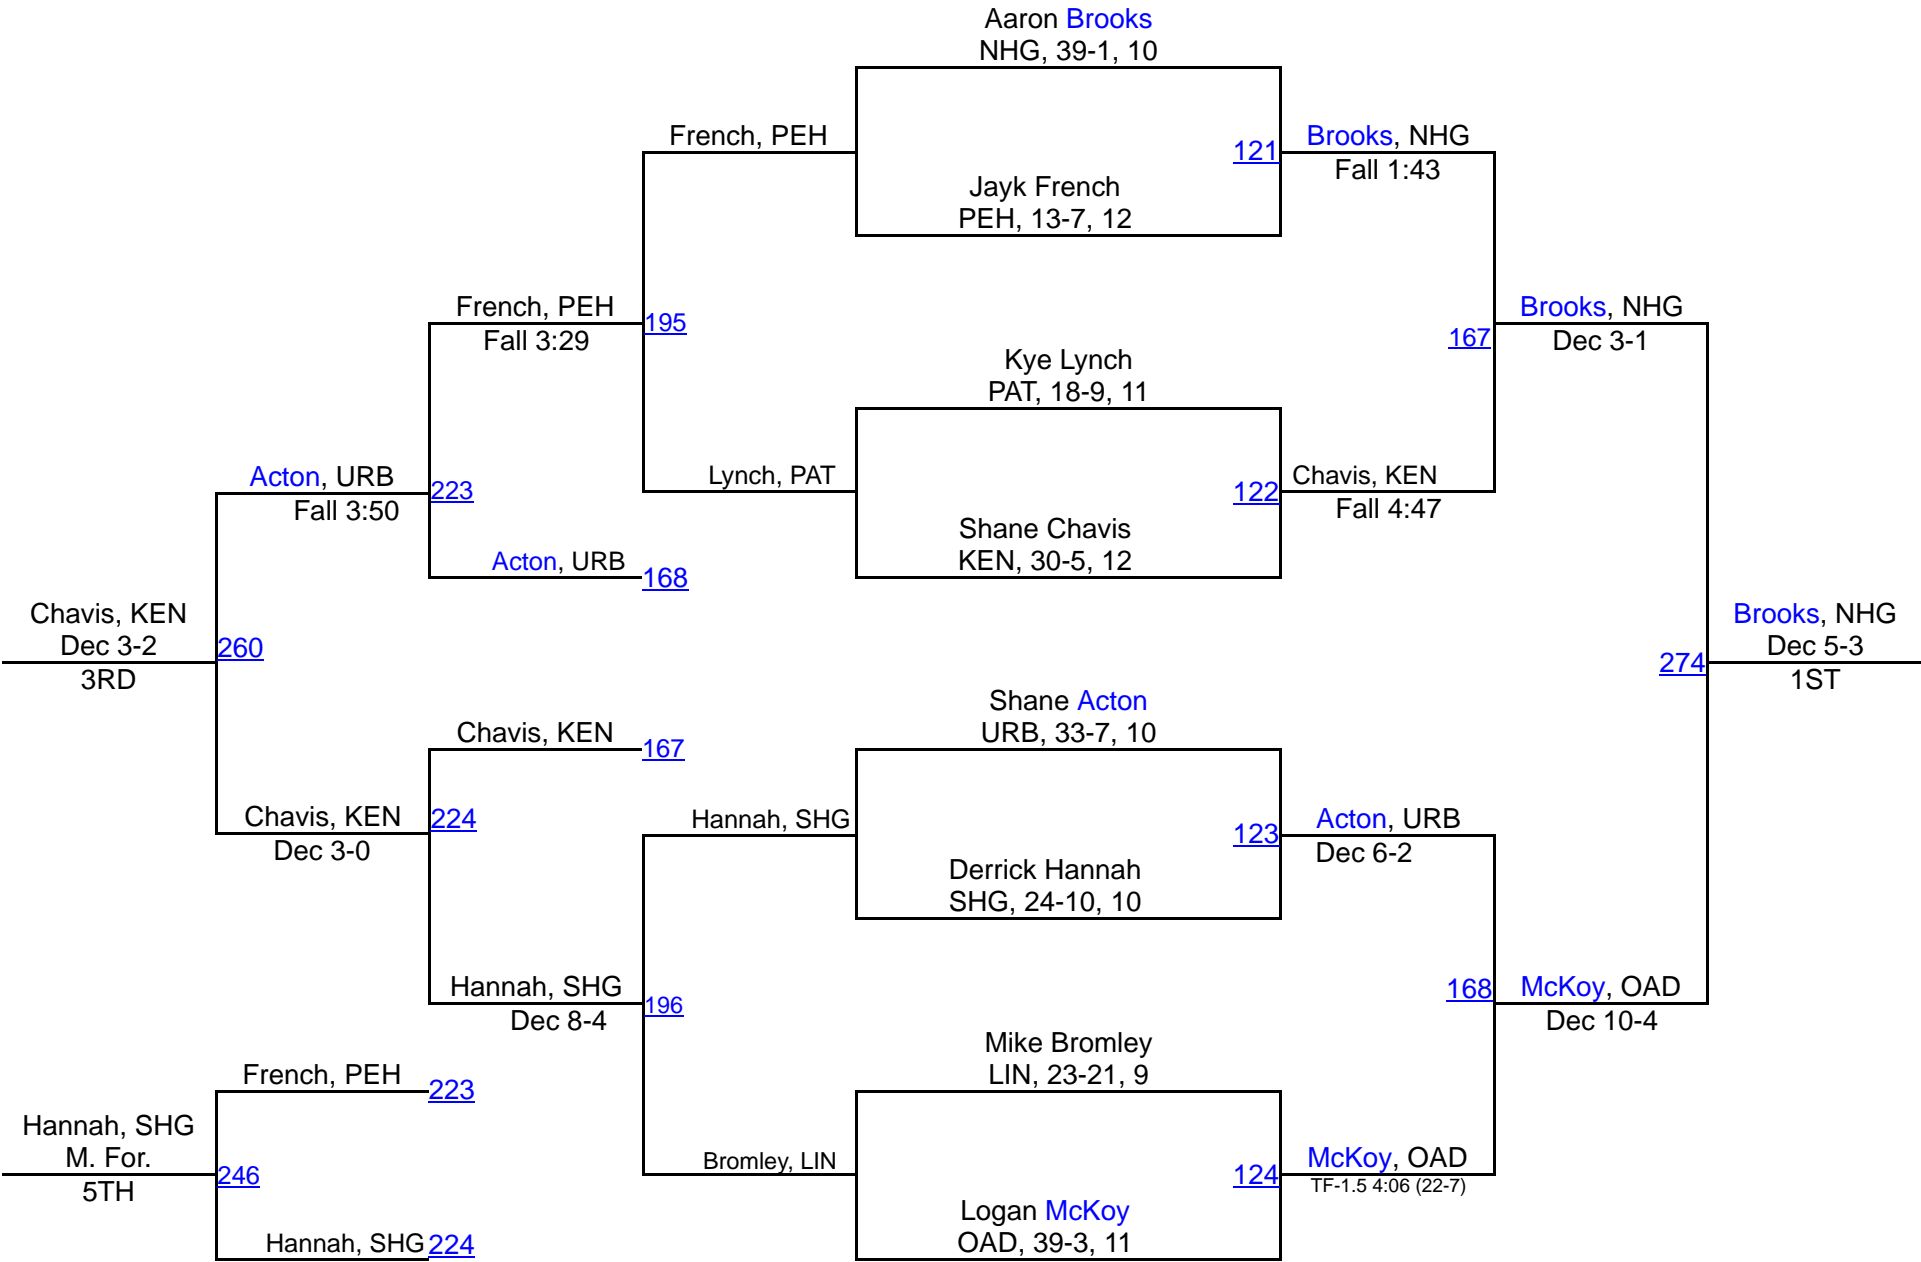 Aaron Brooks
NHG, 39-1, 10
French, PEH
121
Brooks, NHG
Fall 1:43
Jayk French
PEH, 13-7, 12
French, PEH
Fall 3:29
195
Brooks, NHG
Dec 3-1
167
Kye Lynch
PAT, 18-9, 11
Acton, URB
Fall 3:50
223
Lynch, PAT
122
Chavis, KEN
Fall 4:47
Shane Chavis
KEN, 30-5, 12
Acton, URB
168
Chavis, KEN
Dec 3-2
3RD
260
274
Brooks, NHG
Dec 5-3
1ST
Shane Acton
URB, 33-7, 10
Chavis, KEN
167
Chavis, KEN
Dec 3-0
224
Hannah, SHG
123
Acton, URB
Dec 6-2
Derrick Hannah
SHG, 24-10, 10
Hannah, SHG
Dec 8-4
196
168
McKoy, OAD
Dec 10-4
Mike Bromley
LIN, 23-21, 9
French, PEH
223
Hannah, SHG
M. For.
5TH
246
Bromley, LIN
124
McKoy, OAD
TF-1.5 4:06 (22-7)
Logan McKoy
OAD, 39-3, 11
Hannah, SHG
224